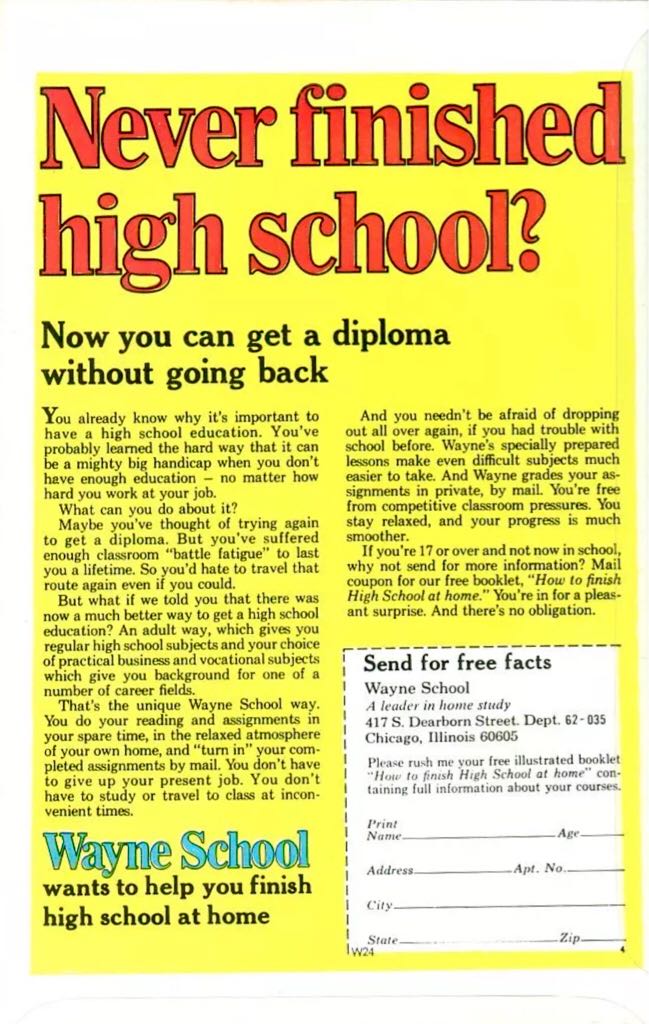 Never finished
high school?
Now you can get a diploma
without going back
You already know why it's important to
have a high school education. You've
probably learned the hard way that it can
be a mighty big handicap when you don't
have enough education – no matter how
hard you work at your job.
What can you do about it?
Maybe you've thought of trying again
to get a diploma. But you've suffered
enough classroom "battle fatigue" to last
you a lifetime. So you'd hate to travel that
route again even if you could.
But what if we told you that there was
now a much better way to get a high school
education? An adult way, which gives you
regular high school subjects and your choice
of practical business and vocational subjects
which give you background for one of a
number of career fields.
That's the unique Wayne School way.
You do your reading and assignments in
your spare time, in the relaxed atmosphere
of your own home, and "turn in" your com-
pleted assignments by mail. You don't have
to give up your present job. You don't
have to study or travel to class at incon-
venient times.
Wayne School
wants to help you finish
high school at home
And you needn't be afraid of dropping
out all over again, if you had trouble with
school before. Wayne's specially prepared
lessons make even difficult subjects much
easier to take. And Wayne grades your as-
signments in private, by mail. You're free
from competitive classroom pressures. You
stay relaxed, and your progress is much
smoother.
If you're 17 or over and not now in school,
why not send for more information? Mail
coupon for our free booklet, "How to finish
High School at home." You're in for a pleas-
ant surprise. And there's no obligation.
Send for free facts
Wayne School
A leader in home study
417 S. Dearborn Street. Dept. 62-035
Chicago, Illinois 60605
Please rush me your free illustrated booklet
"How to finish High School at home" con-
taining full information about your courses.
Print
Name Age
Address Apt. No.
City
State Zip
W24 4